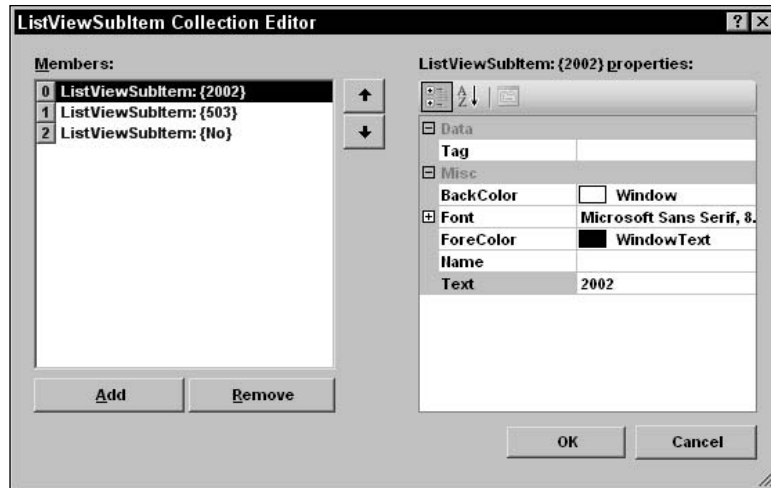 ListViewSubItem Collection Editor
?
X
Members:
0 ListViewSubItem: {2002}
1 ListViewSubItem: {503}
2 ListViewSubItem: {No}
Add
Remove
ListViewSubItem: {2002} properties:
A Z
Data
Tag
Misc
BackColor Window
Font Microsoft Sans Serif, 8.
ForeColor WindowText
Name
Text 2002
OK
Cancel